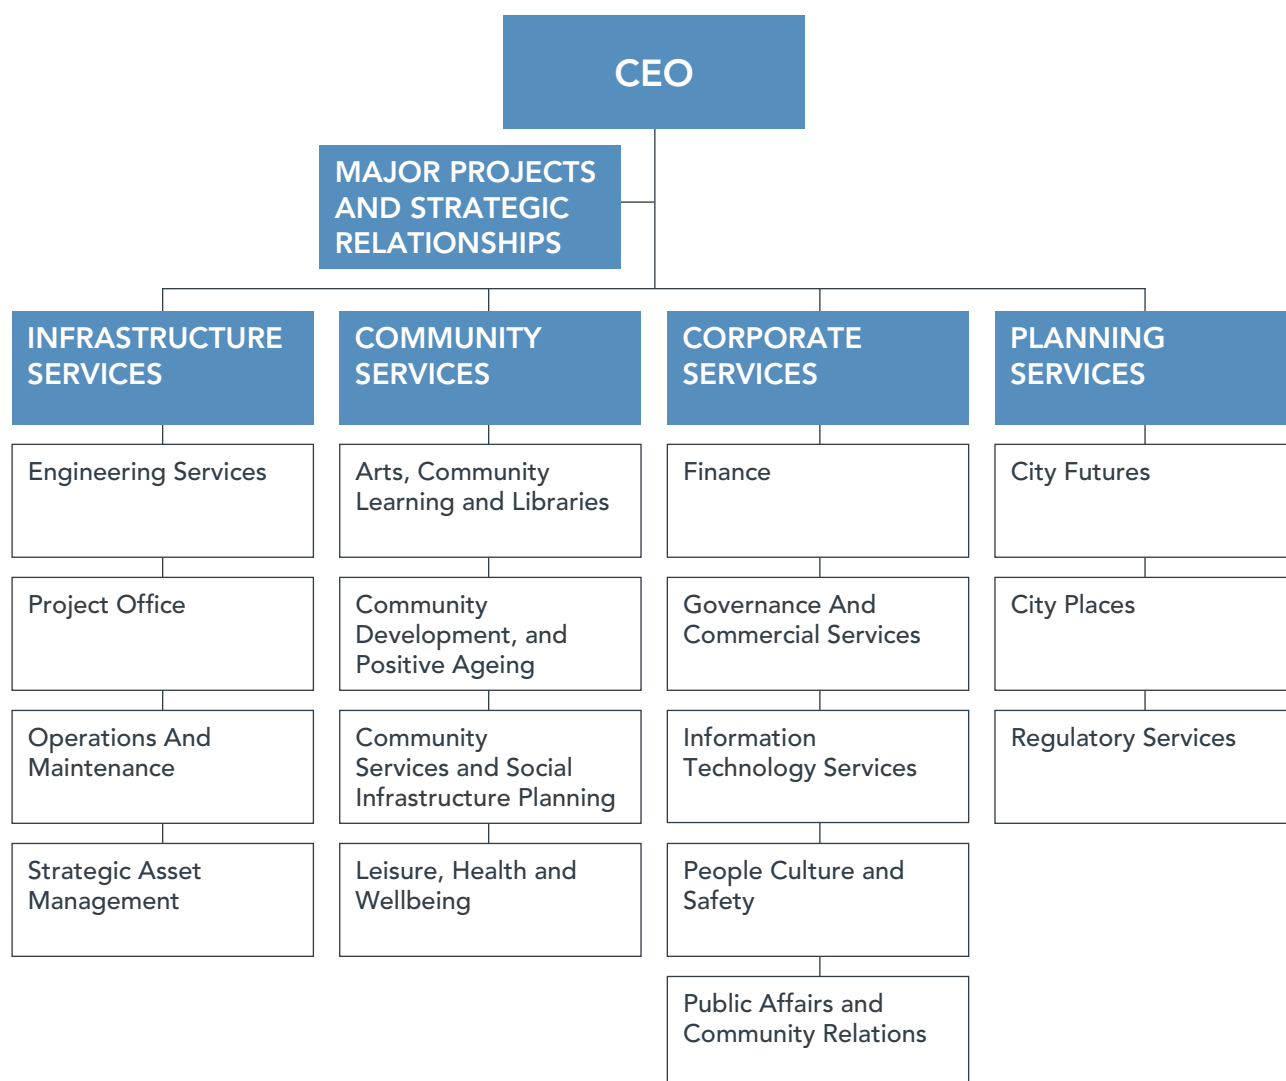 CEO
MAJOR PROJECTS
AND STRATEGIC
RELATIONSHIPS
INFRASTRUCTURE
SERVICES
Engineering Services
Project Office
Operations And
Maintenance
Strategic Asset
Management
COMMUNITY
SERVICES
Arts, Community
Learning and Libraries
Community
Development, and
Positive Ageing
Community
Services and Social
Infrastructure Planning
Leisure, Health and
Wellbeing
CORPORATE
SERVICES
Finance
Governance And
Commercial Services
Information
Technology Services
People Culture and
Safety
Public Affairs and
Community Relations
PLANNING
SERVICES
City Futures
City Places
Regulatory Services